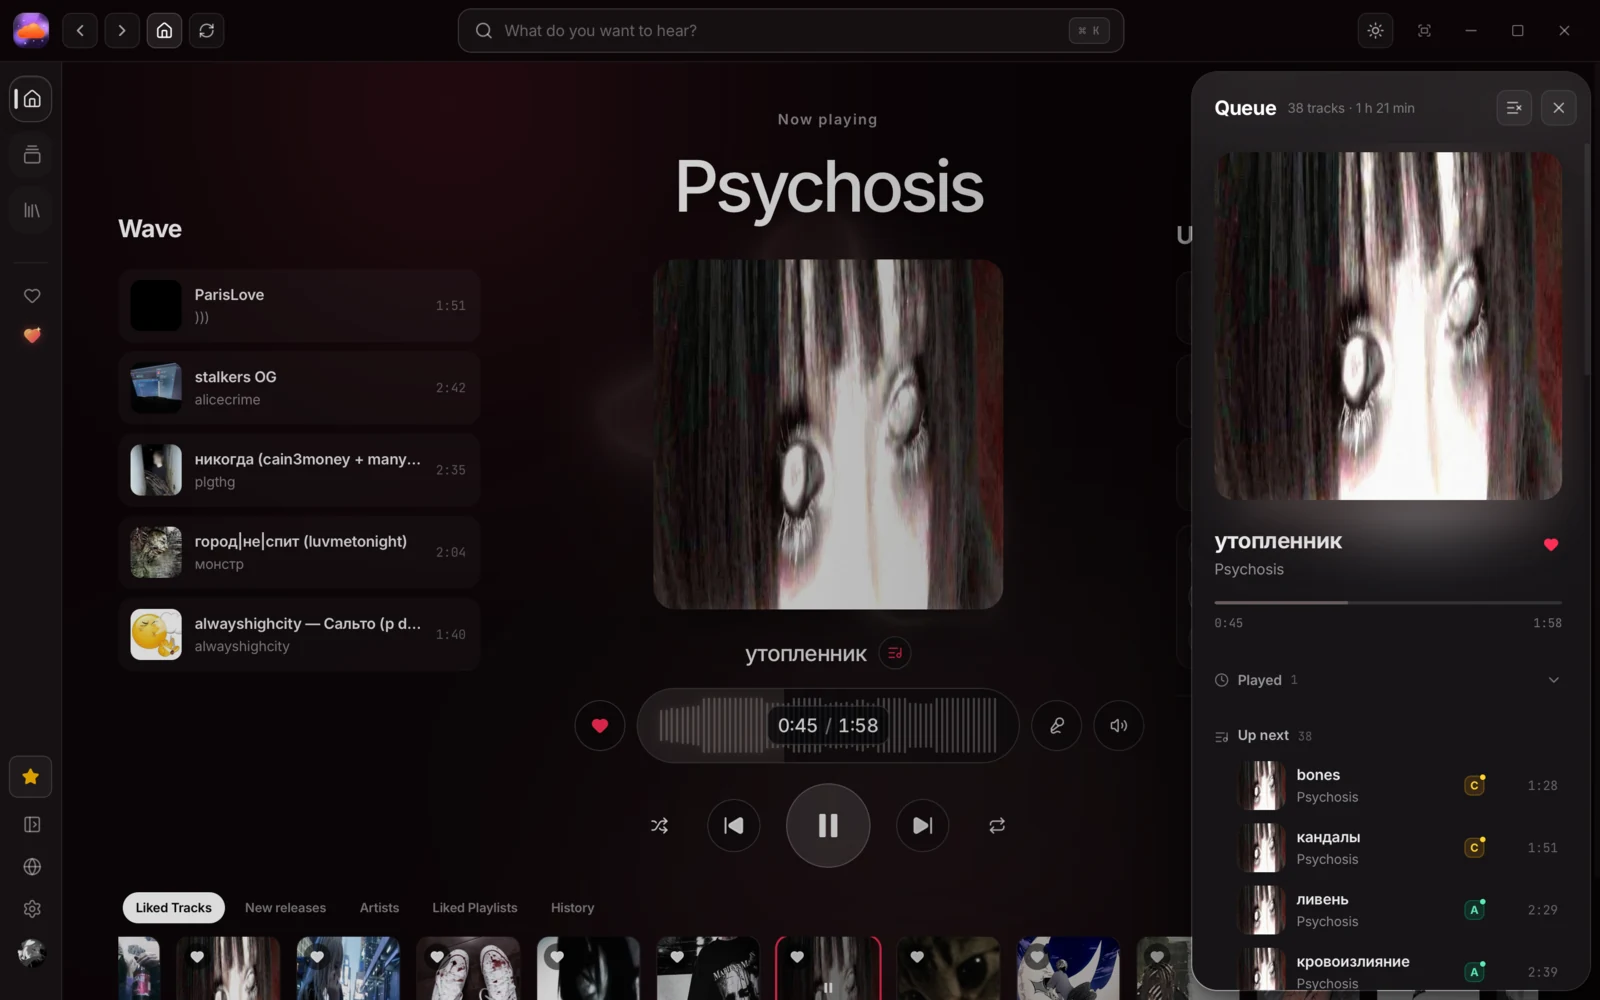 What do you want to hear?
⌘ K
Now playing
Psychosis
Wave
ParisLove
)))
1:51
stalkers OG
alicecrime
2:42
никогда (cain3money + many...
plgthg
2:35
город|не|спит (luvmetonight)
монстр
2:04
alwayshighcity — Сальто (p d...
alwayshighcity
1:40
утопленник
0:45 / 1:58
Liked Tracks
New releases
Artists
Liked Playlists
History
U
Queue
38 tracks · 1 h 21 min
утопленник
Psychosis
0:45
1:58
Played 1
Up next 38
bones
Psychosis
C
1:28
кандалы
Psychosis
C
1:51
ливень
Psychosis
A
2:29
кровоизлияние
Psychosis
A
2:39